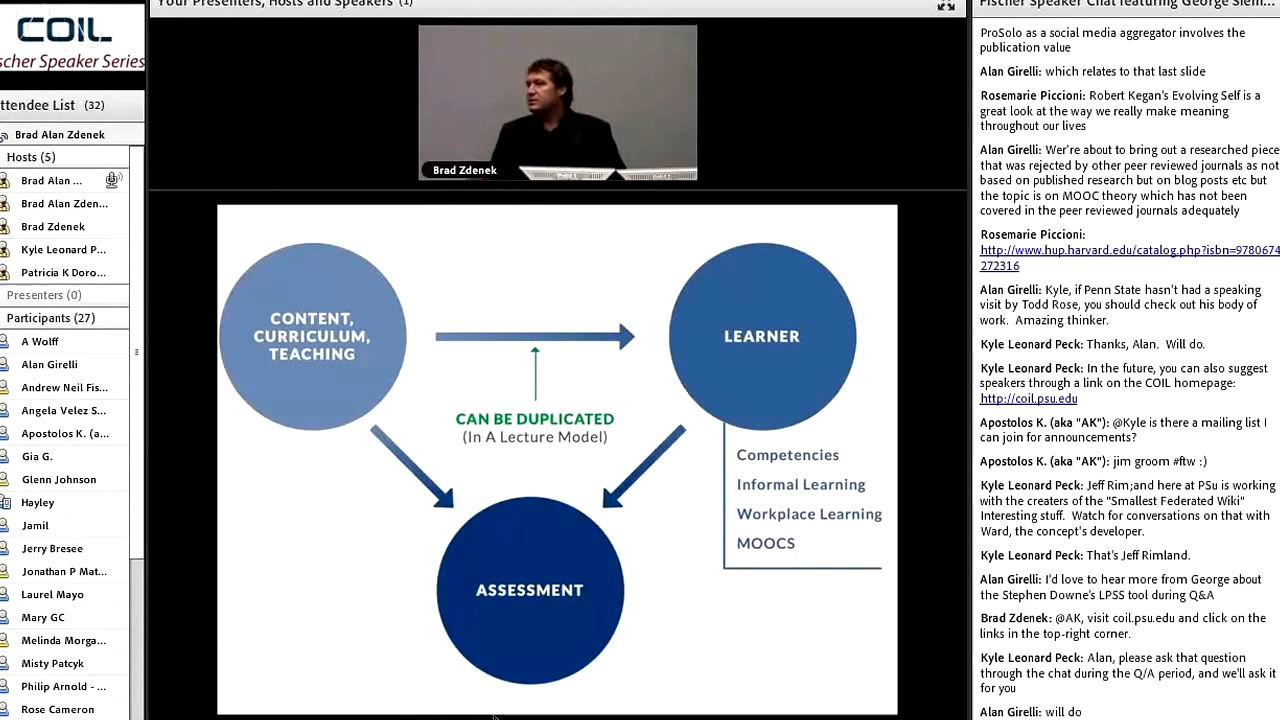 COIL
scher Speaker Series
ttendee List (32)
Brad Alan Zdenek
Hosts (5)
Brad Alan ...
Brad Alan Zden...
Brad Zdenek
Kyle Leonard P...
Patricia K Doro...
Presenters (0)
Participants (27)
A Wolff
Alan Girelli
Andrew Neil Fis...
Angela Velez S...
Apostolos K. (a...
Gia G.
Glenn Johnson
Hayley
Jamil
Jerry Bresee
Jonathan P Mat...
Laurel Mayo
Mary GC
Melinda Morga...
Misty Patcyk
Philip Arnold - ...
Rose Cameron
Your Presenters, Hosts and Speakers (1)
Brad Zdenek
CONTENT,
CURRICULUM,
TEACHING
LEARNER
CAN BE DUPLICATED
(In A Lecture Model)
Competencies
Informal Learning
Workplace Learning
MOOCS
ASSESSMENT
Fischer Speaker Chat featuring George Siem...
ProSolo as a social media aggregator involves the
publication value
Alan Girelli: which relates to that last slide
Rosemarie Piccioni: Robert Kegan's Evolving Self is a
great look at the way we really make meaning
throughout our lives
Alan Girelli: Wer're about to bring out a researched piece
that was rejected by other peer reviewed journals as not
based on published research but on blog posts etc but
the topic is on MOOC theory which has not been
covered in the peer reviewed journals adequately
Rosemarie Piccioni:
http://www.hup.harvard.edu/catalog.php?isbn=9780674
272316
Alan Girelli: Kyle, if Penn State hasn't had a speaking
visit by Todd Rose, you should check out his body of
work. Amazing thinker.
Kyle Leonard Peck: Thanks, Alan. Will do.
Kyle Leonard Peck: In the future, you can also suggest
speakers through a link on the COIL homepage:
http://coil.psu.edu
Apostolos K. (aka "AK"): @Kyle is there a mailing list I
can join for announcements?
Apostolos K. (aka "AK"): jim groom #ftw :)
Kyle Leonard Peck: Jeff Rim;and here at PSu is working
with the creators of the "Smallest Federated Wiki"
Interesting stuff. Watch for conversations on that with
Ward, the concept's developer.
Kyle Leonard Peck: That's Jeff Rimland.
Alan Girelli: I'd love to hear more from George about
the Stephen Downe's LPSS tool during Q&A
Brad Zdenek: @AK, visit coil.psu.edu and click on the
links in the top-right corner.
Kyle Leonard Peck: Alan, please ask that question
through the chat during the Q/A period, and we'll ask it
for you
Alan Girelli: will do